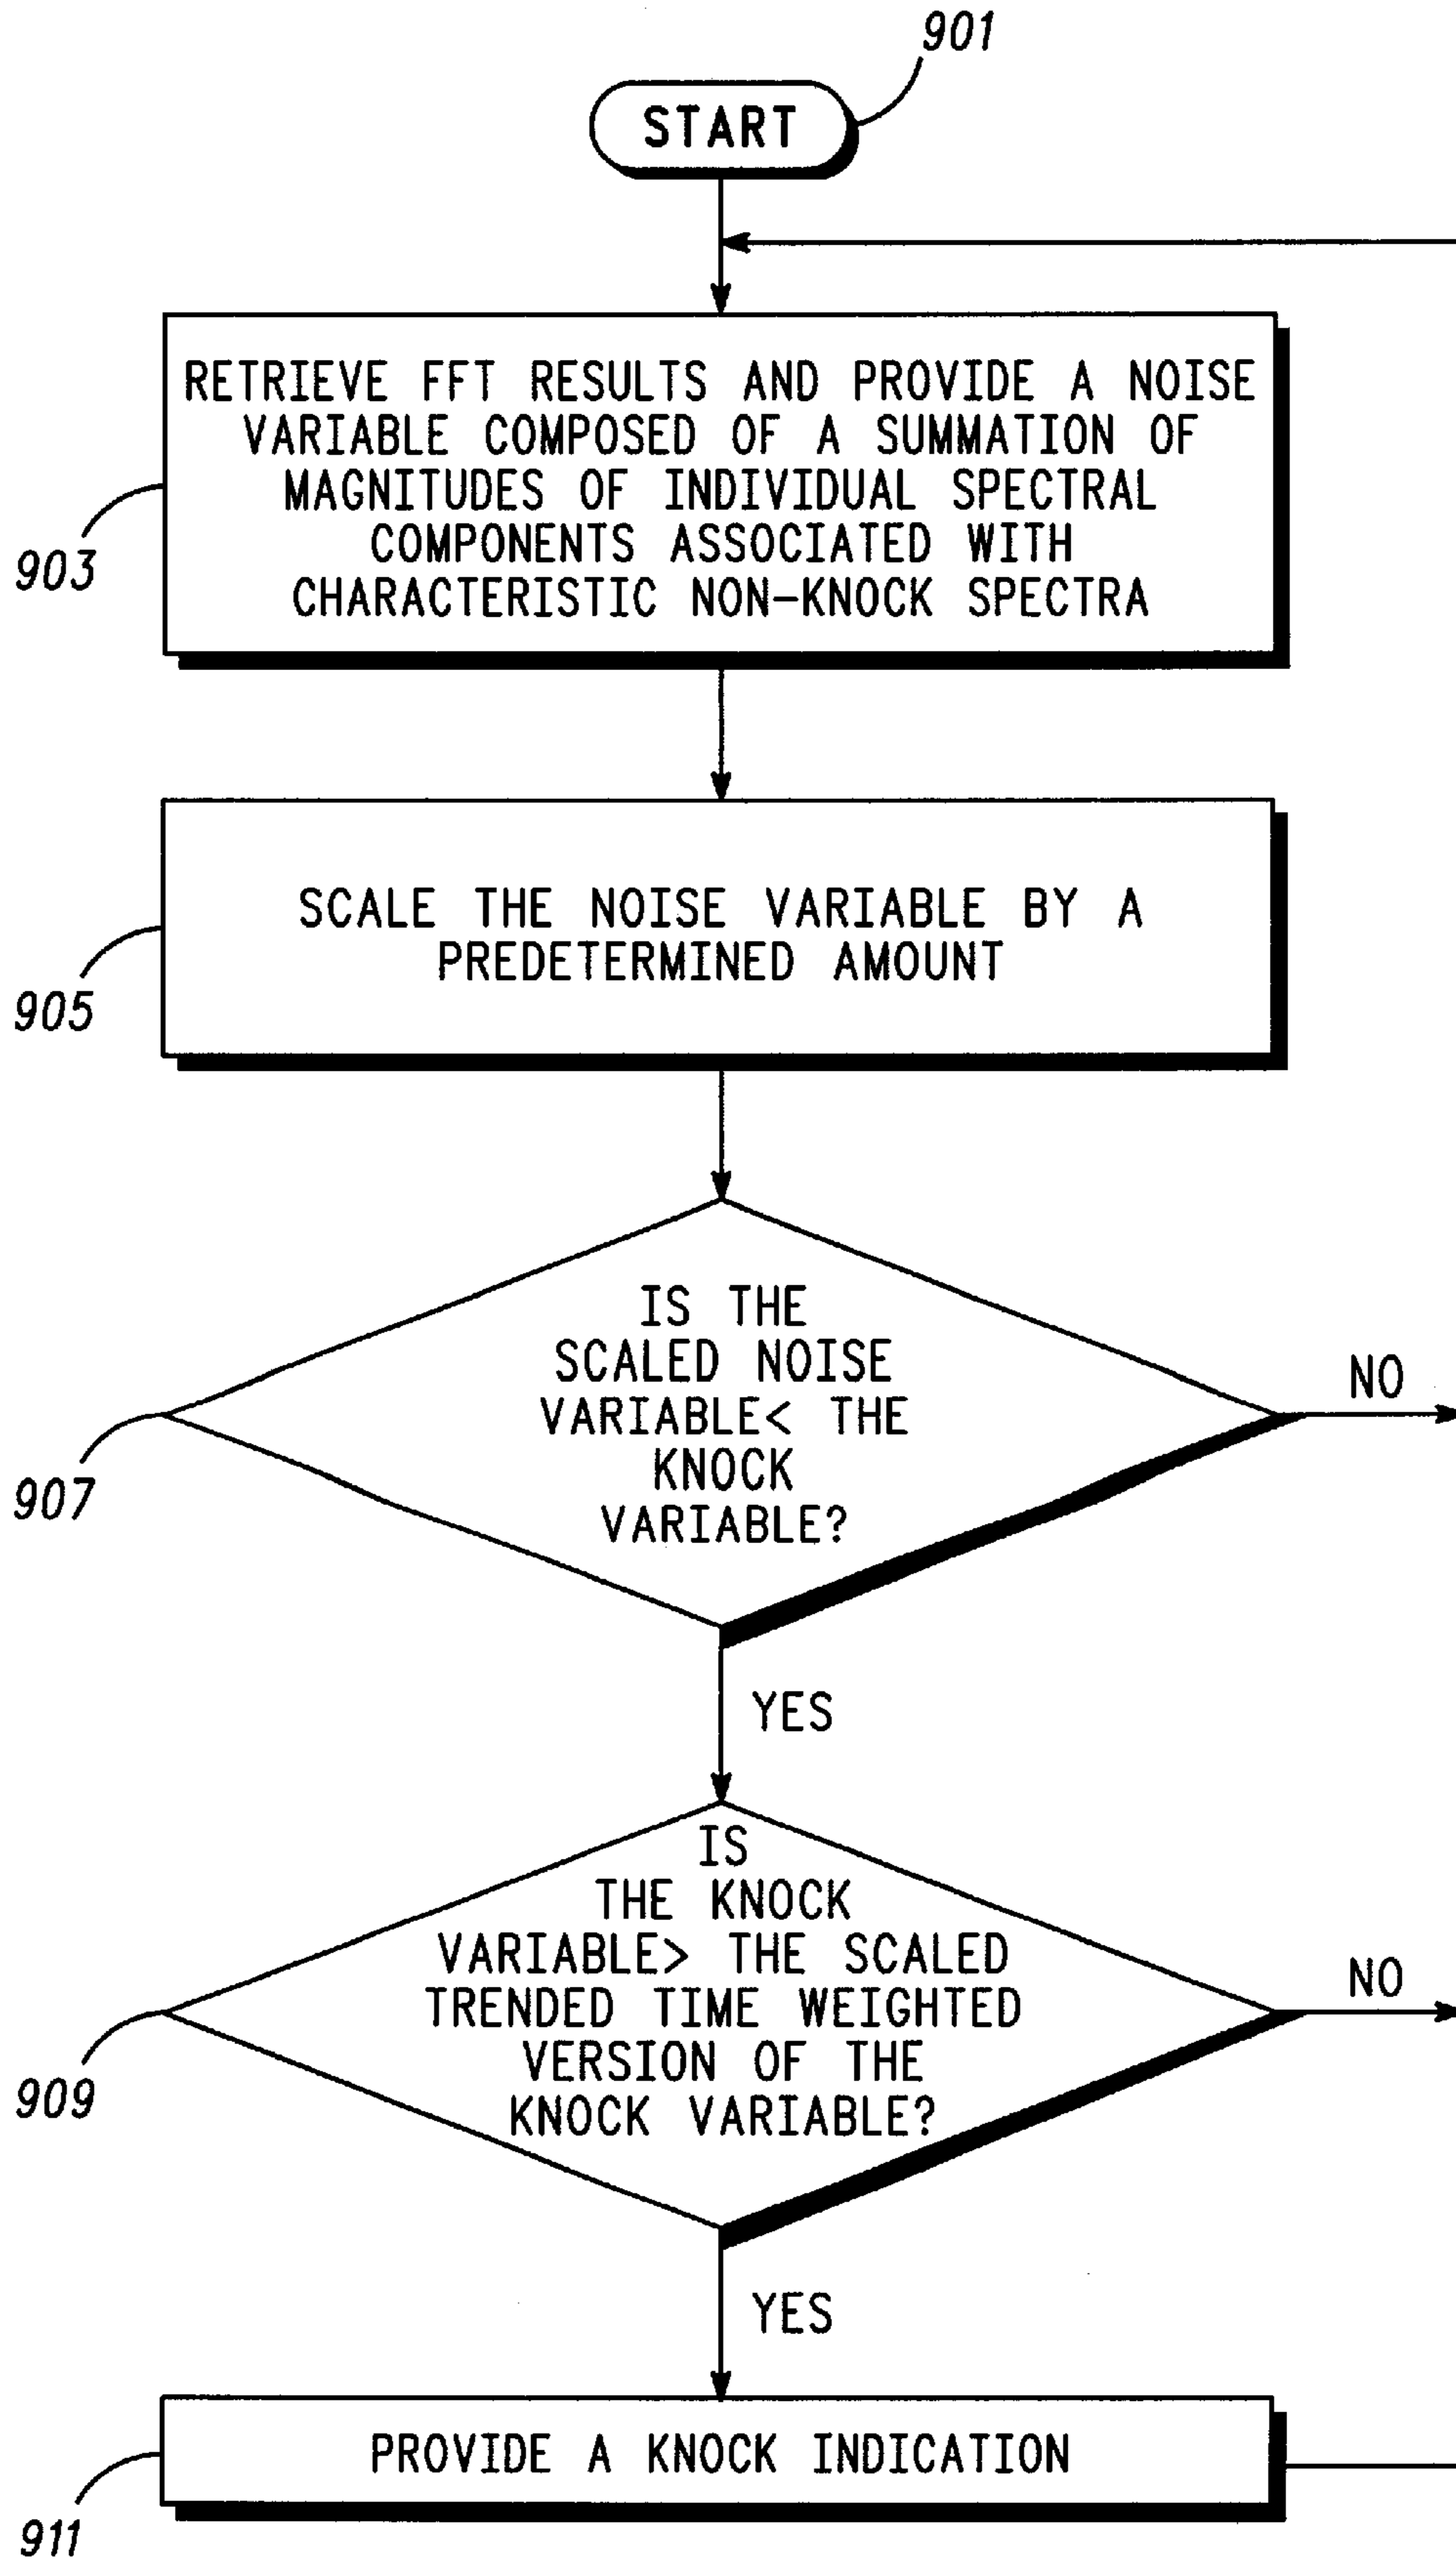 901
START
RETRIEVE FFT RESULTS AND PROVIDE A NOISE
VARIABLE COMPOSED OF A SUMMATION OF
MAGNITUDES OF INDIVIDUAL SPECTRAL
COMPONENTS ASSOCIATED WITH
CHARACTERISTIC NON-KNOCK SPECTRA
903
SCALE THE NOISE VARIABLE BY A
PREDETERMINED AMOUNT
905
IS THE
SCALED NOISE
VARIABLE< THE
KNOCK
VARIABLE?
NO
907
YES
IS
THE KNOCK
VARIABLE> THE SCALED
TRENDED TIME WEIGHTED
VERSION OF THE
KNOCK VARIABLE?
NO
909
YES
PROVIDE A KNOCK INDICATION
911